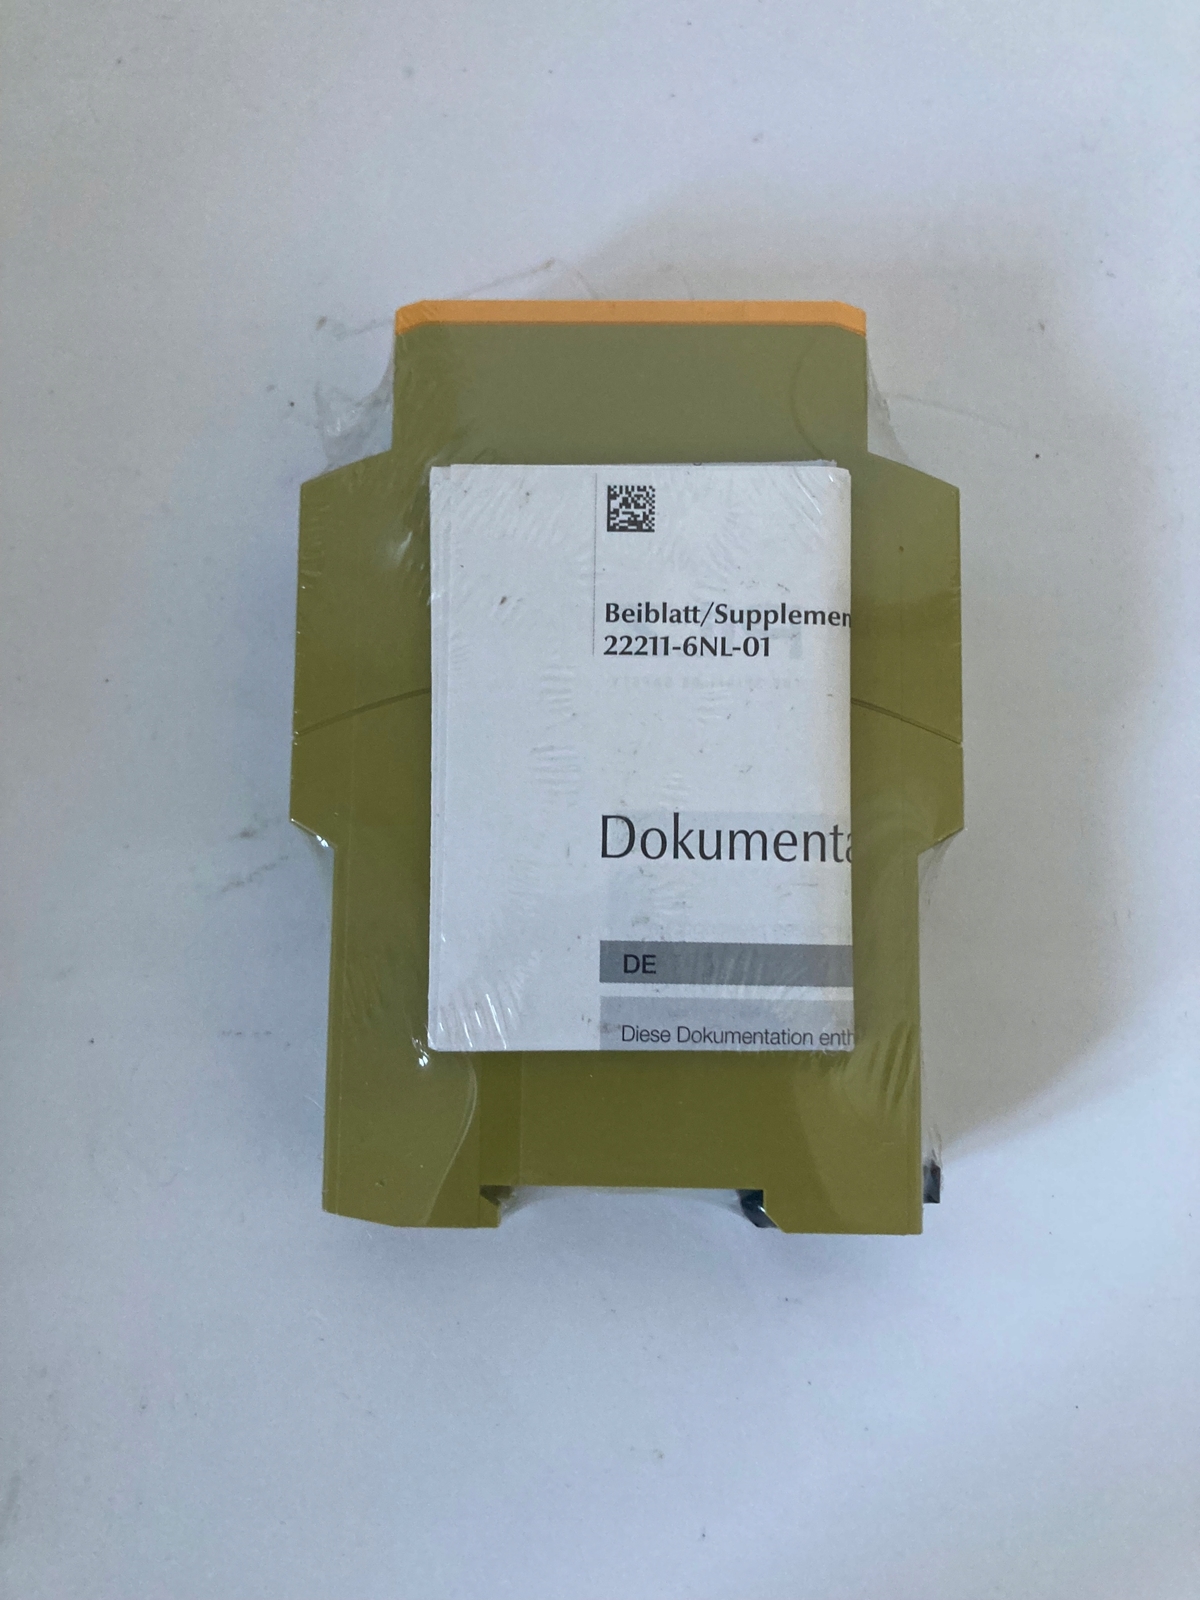 Beiblatt/Supplemen
22211-6NL-01
Dokumenta
DE
Diese Dokumentation enth